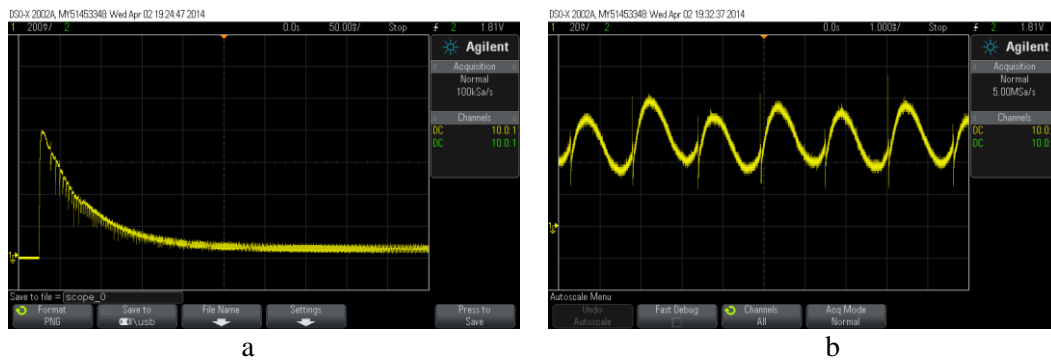 DSO-X 2002A, MY51453348: Wed Apr 02 19:24:47 2014
1 200▿/ 2 0.0s 50.00▿/ Stop 2 1.81V
Agilent
Acquisition
Normal
100kSa/s
Channels
DC 10.0:1
DC 10.0:1
Save to file = scope_0
Format
PNG
Save to
\usb
File Name
Settings
Press to
Save
a
DSO-X 2002A, MY51453348: Wed Apr 02 19:32:37 2014
1 20▿/ 2 0.0s 1.000▿/ Stop 2 1.81V
Agilent
Acquisition
Normal
5.00MSa/s
Channels
DC 10.0:
DC 10.0:
Autoscale Menu
Undo
Autoscale
Fast Debug
Channels
All
Acq Mode
Normal
b